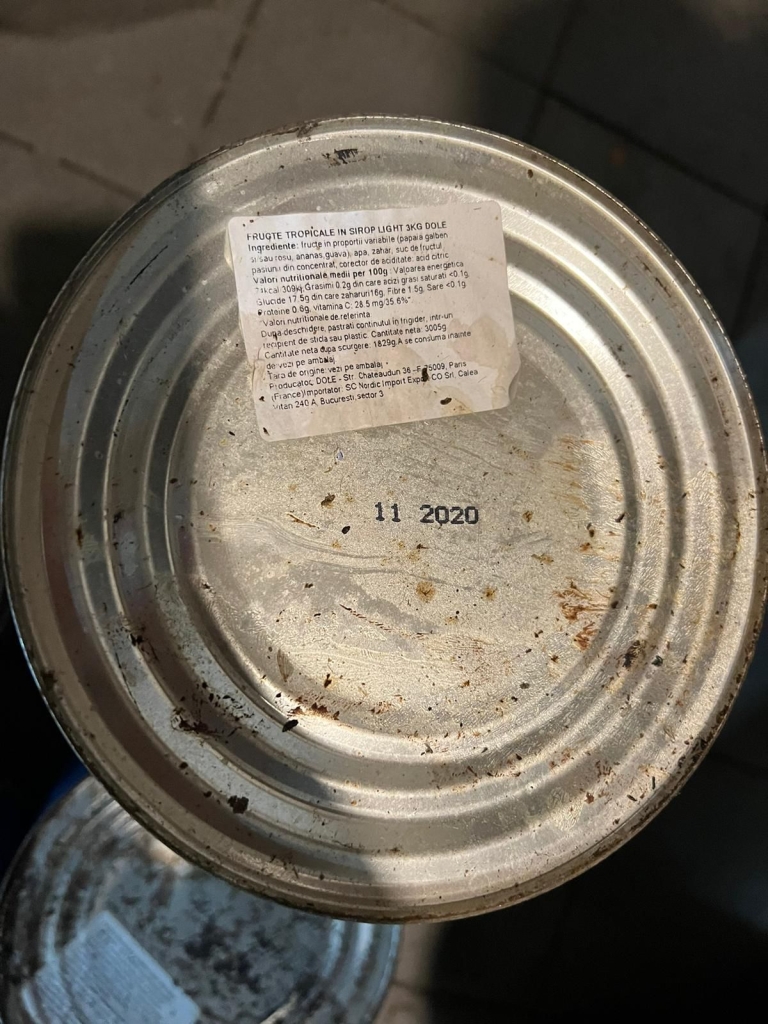 FRUCTE TROPICALE IN SIROP LIGHT 3KG DOLE
Ingrediente: fructe in proportii variabile (papaia galben
si/sau rosu, ananas, guava), apa, zahar, suc de fructul
pasiunii din concentrat, corector de aciditate: acid citric.
Valori nutritionale medii per 100g: Valoarea energetica
309kj, Grasimi 0.2g din care acizi grasi saturati <0.1g,
Glucide 17.5g din care zaharuri 16g, Fibre 1.5g, Sare <0.1g
Proteine 0.6g, vitamina C: 28.5 mg/35.6%*
*Valori nutritionale de referinta
Dupa deschidere, pastrati continutul in frigider, intr-un
recipient de sticla sau plastic. Cantitate neta: 3005g
Cantitate neta dupa scurgere: 1829g A se consuma inainte
de: vezi pe ambalaj
Tara de origine: vezi pe ambalaj
Producator: DOLE - Str. Chateaudun 36 - F 75009, Paris
(France) Importator: SC Nordic Import Export CO Srl, Calea
Vitan 240 A, Bucuresti, sector 3
11 2020